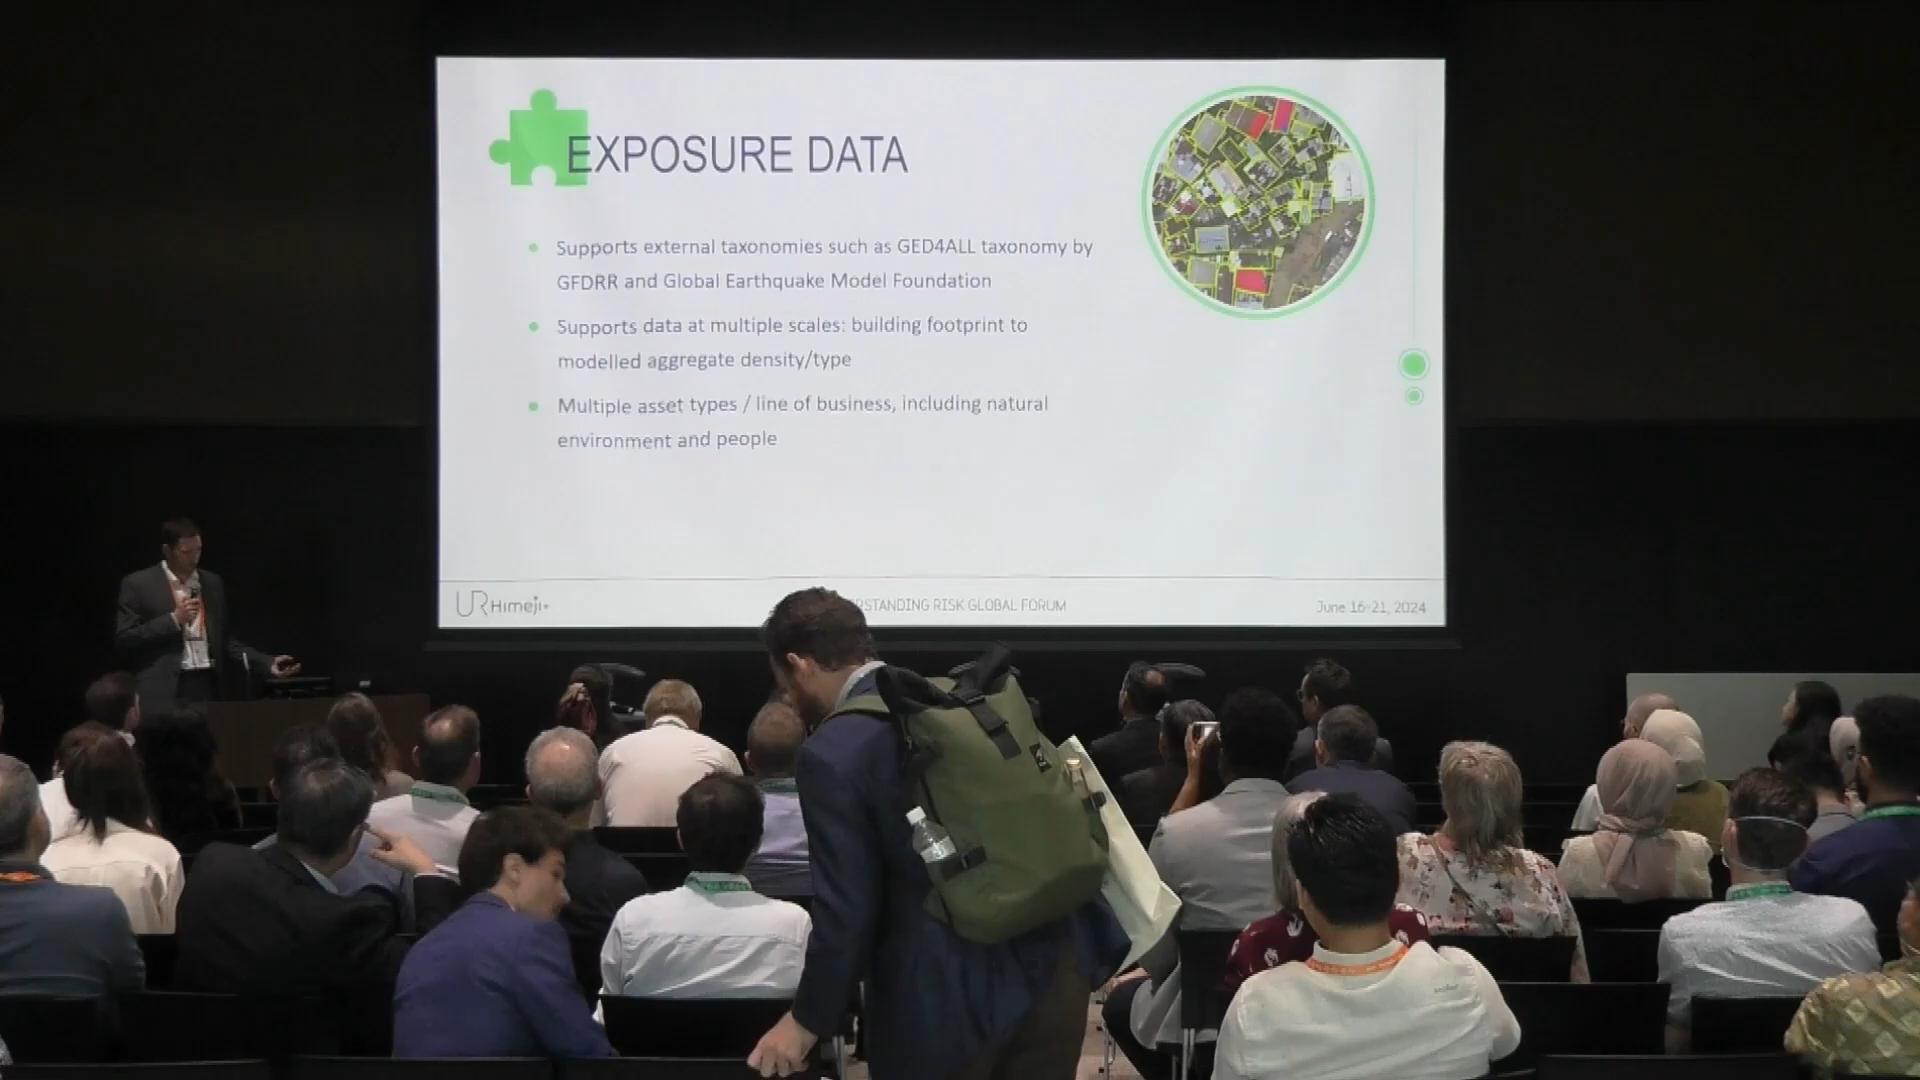 EXPOSURE DATA
Supports external taxonomies such as GED4ALL taxonomy by
GFDRR and Global Earthquake Model Foundation
Supports data at multiple scales: building footprint to
modelled aggregate density/type
Multiple asset types / line of business, including natural
environment and people
UR Himeji
RSTANDING RISK GLOBAL FORUM
June 16-21, 2024